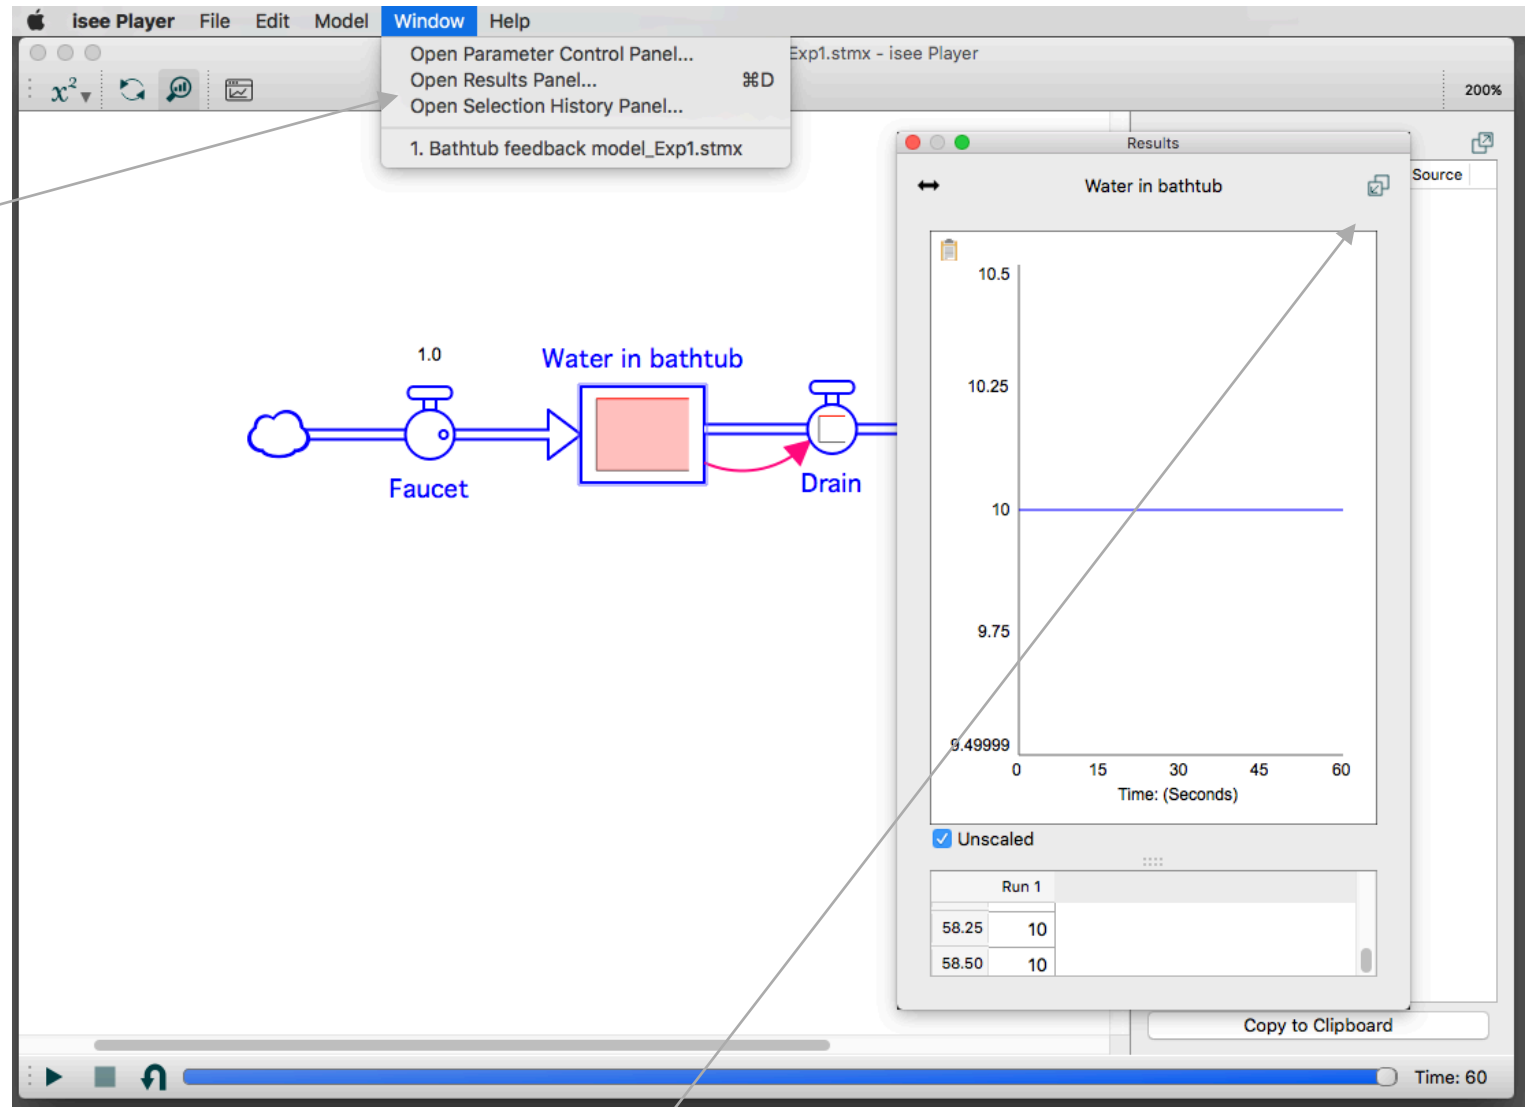 isee Player File Edit Model Window Help
Exp1.stmx - isee Player
Open Parameter Control Panel...
Open Results Panel... ⌘D
Open Selection History Panel...
1. Bathtub feedback model_Exp1.stmx
x² 200%
Results
Water in bathtub
Source
10.5
10.25
10
9.75
9.49999
0 15 30 45 60
Time: (Seconds)
Unscaled
Run 1
58.25 10
58.50 10
1.0
Water in bathtub
Faucet
Drain
Copy to Clipboard
Time: 60